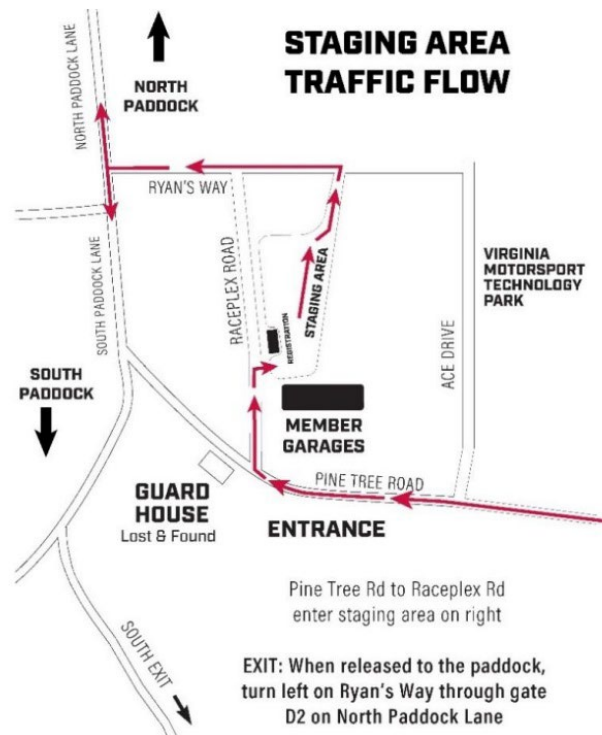 STAGING AREA
TRAFFIC FLOW
NORTH
PADDOCK
NORTH PADDOCK LANE
RYAN'S WAY
RACEPLEX ROAD
STAGING AREA
REGISTRATION
VIRGINIA
MOTORSPORT
TECHNOLOGY
PARK
ACE DRIVE
SOUTH PADDOCK LANE
SOUTH
PADDOCK
MEMBER
GARAGES
PINE TREE ROAD
GUARD
HOUSE
Lost & Found
ENTRANCE
SOUTH EXIT
Pine Tree Rd to Raceplex Rd
enter staging area on right
EXIT: When released to the paddock,
turn left on Ryan's Way through gate
D2 on North Paddock Lane